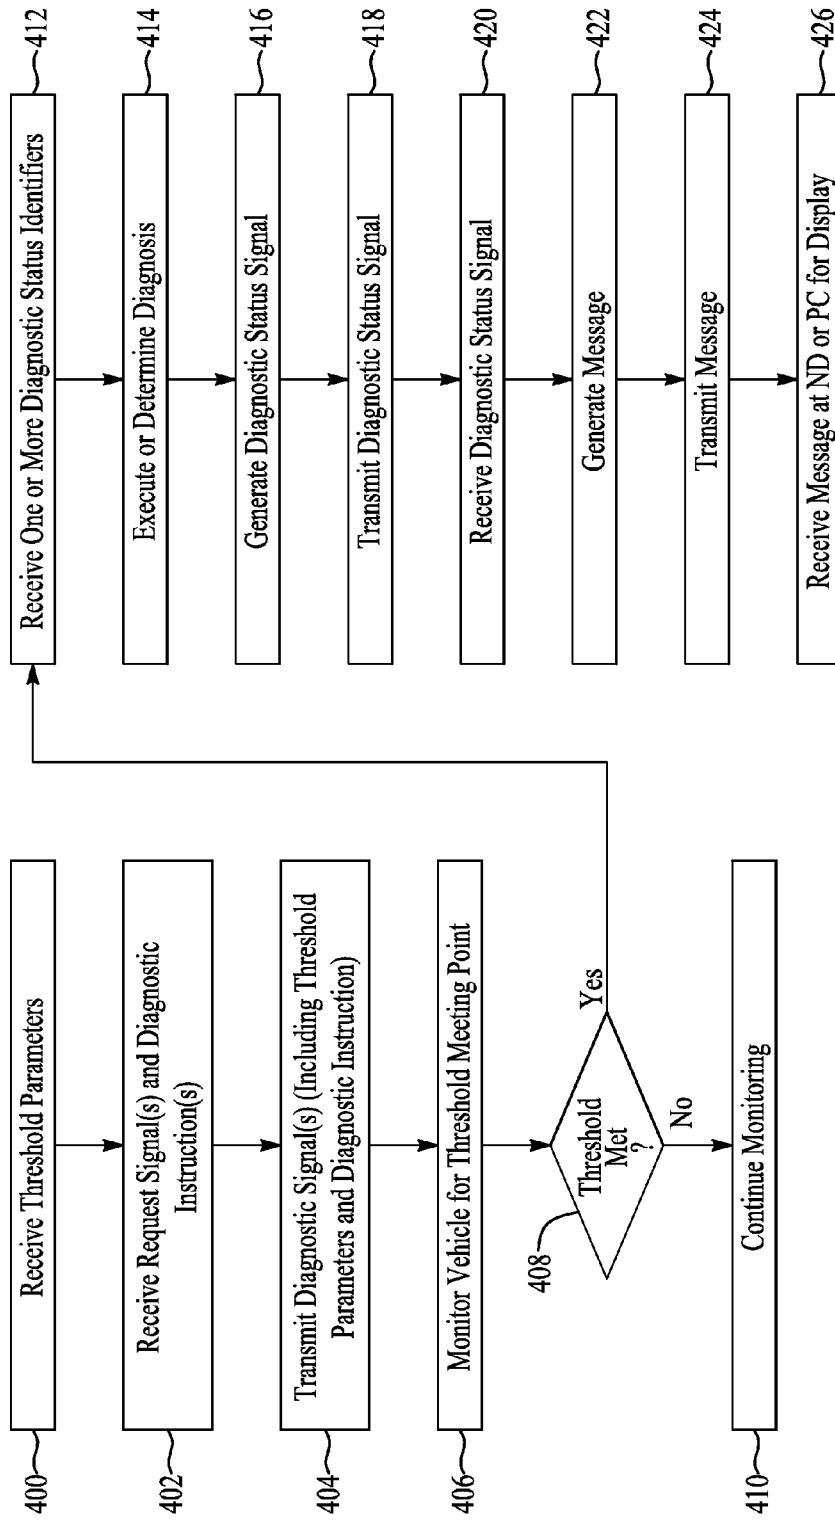 400
Receive Threshold Parameters
402
Receive Request Signal(s) and Diagnostic
Instruction(s)
404
Transmit Diagnostic Signal(s) (Including Threshold
Parameters and Diagnostic Instruction)
406
Monitor Vehicle for Threshold Meeting Point
408
Threshold
Met
?
Yes
No
410
Continue Monitoring
Receive One or More Diagnostic Status Identifiers
412
Execute or Determine Diagnosis
414
Generate Diagnostic Status Signal
416
Transmit Diagnostic Status Signal
418
Receive Diagnostic Status Signal
420
Generate Message
422
Transmit Message
424
Receive Message at ND or PC for Display
426